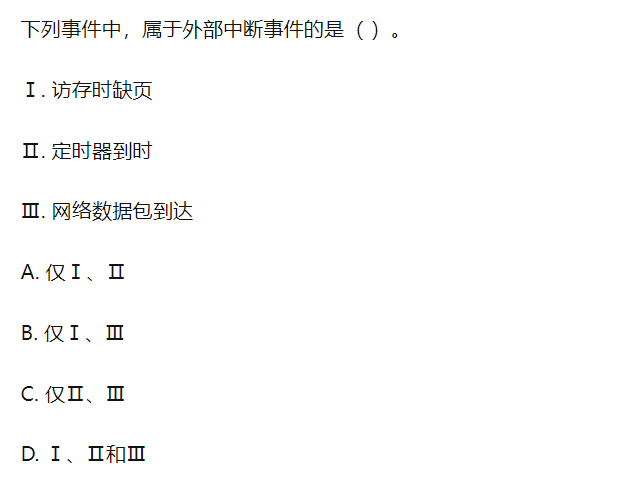 下列事件中，属于外部中断事件的是（ ）。
Ⅰ. 访存时缺页
Ⅱ. 定时器到时
Ⅲ. 网络数据包到达
A. 仅Ⅰ、Ⅱ
B. 仅Ⅰ、Ⅲ
C. 仅Ⅱ、Ⅲ
D. Ⅰ、Ⅱ和Ⅲ